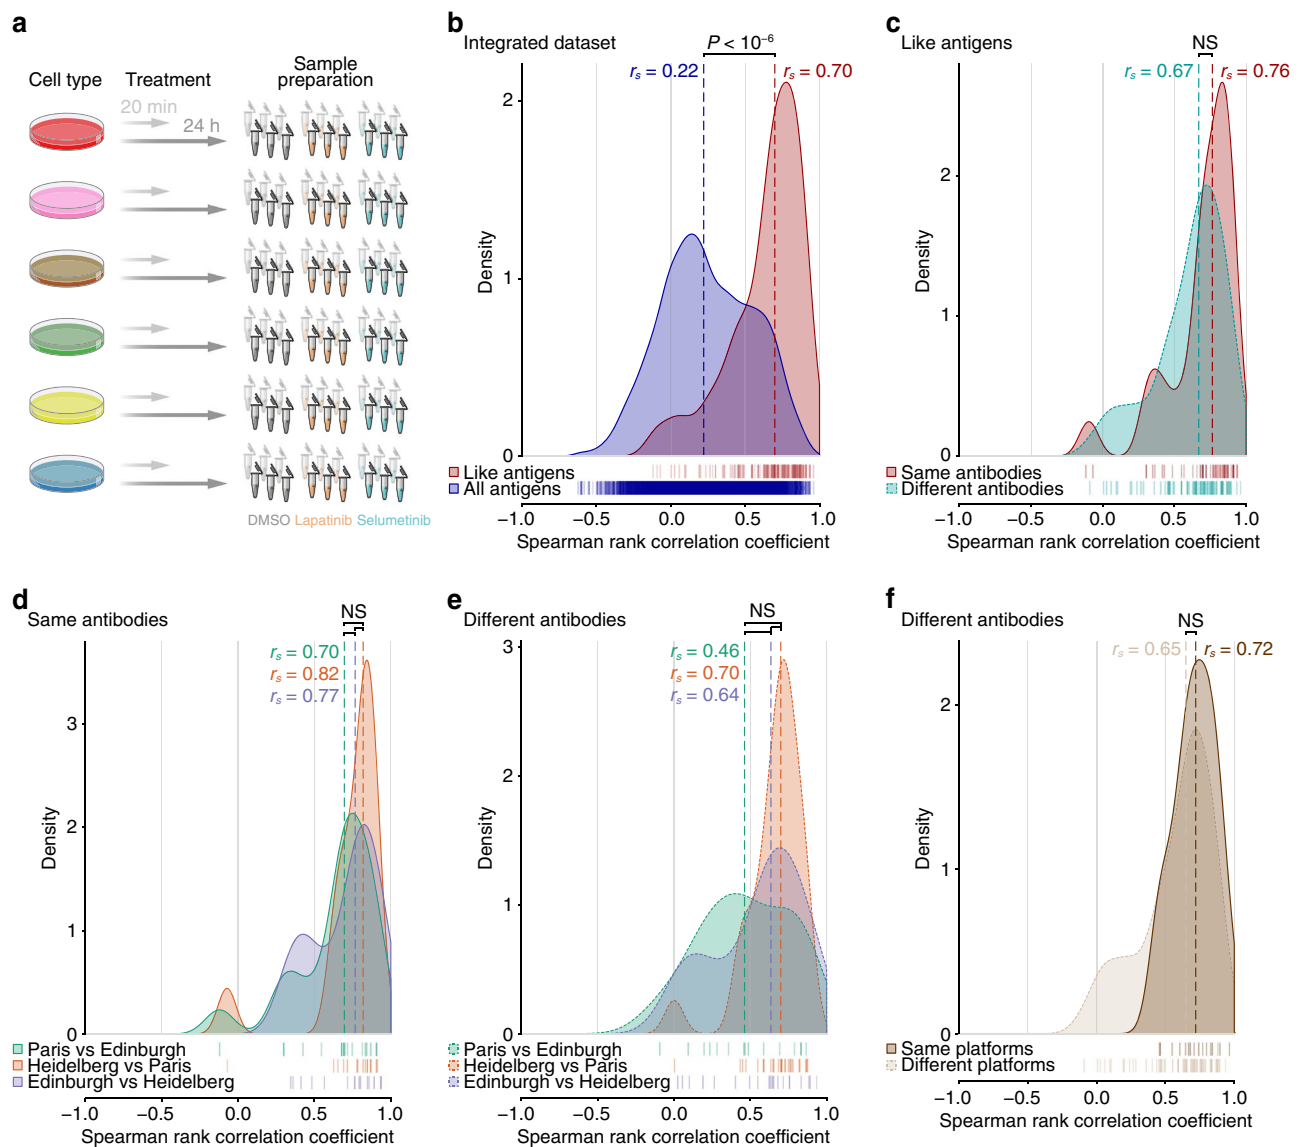 a
Cell type
Treatment
Sample
preparation
20 min
24 h
DMSO Lapatinib Selumetinib
b
Integrated dataset
P < 10⁻⁶
rₛ = 0.22
rₛ = 0.70
2
1
0
Density
Like antigens
All antigens
−1.0 −0.5 0.0 0.5 1.0
Spearman rank correlation coefficient
c
Like antigens
NS
rₛ = 0.67
rₛ = 0.76
2
1
0
Density
Same antibodies
Different antibodies
−1.0 −0.5 0.0 0.5 1.0
Spearman rank correlation coefficient
d
Same antibodies
NS
rₛ = 0.70
rₛ = 0.82
rₛ = 0.77
3
2
1
0
Density
Paris vs Edinburgh
Heidelberg vs Paris
Edinburgh vs Heidelberg
−1.0 −0.5 0.0 0.5 1.0
Spearman rank correlation coefficient
e
Different antibodies
NS
rₛ = 0.46
rₛ = 0.70
rₛ = 0.64
3
2
1
0
Density
Paris vs Edinburgh
Heidelberg vs Paris
Edinburgh vs Heidelberg
−1.0 −0.5 0.0 0.5 1.0
Spearman rank correlation coefficient
f
Different antibodies
NS
rₛ = 0.65
rₛ = 0.72
2
1
0
Density
Same platforms
Different platforms
−1.0 −0.5 0.0 0.5 1.0
Spearman rank correlation coefficient